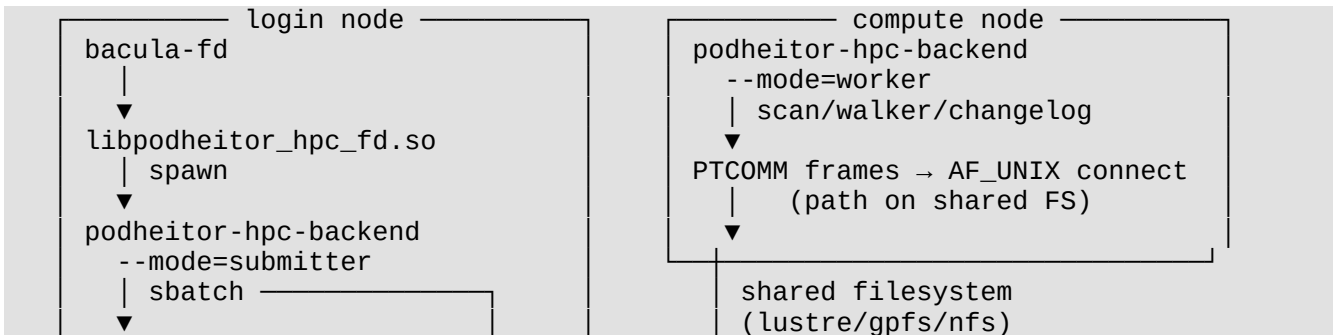 login node
bacula-fd
│
▼
libpodheitor_hpc_fd.so
│ spawn
▼
podheitor-hpc-backend
--mode=submitter
│ sbatch
▼
compute node
podheitor-hpc-backend
--mode=worker
│ scan/walker/changelog
▼
PTCOMM frames → AF_UNIX connect
│ (path on shared FS)
▼
shared filesystem
(lustre/gpfs/nfs)